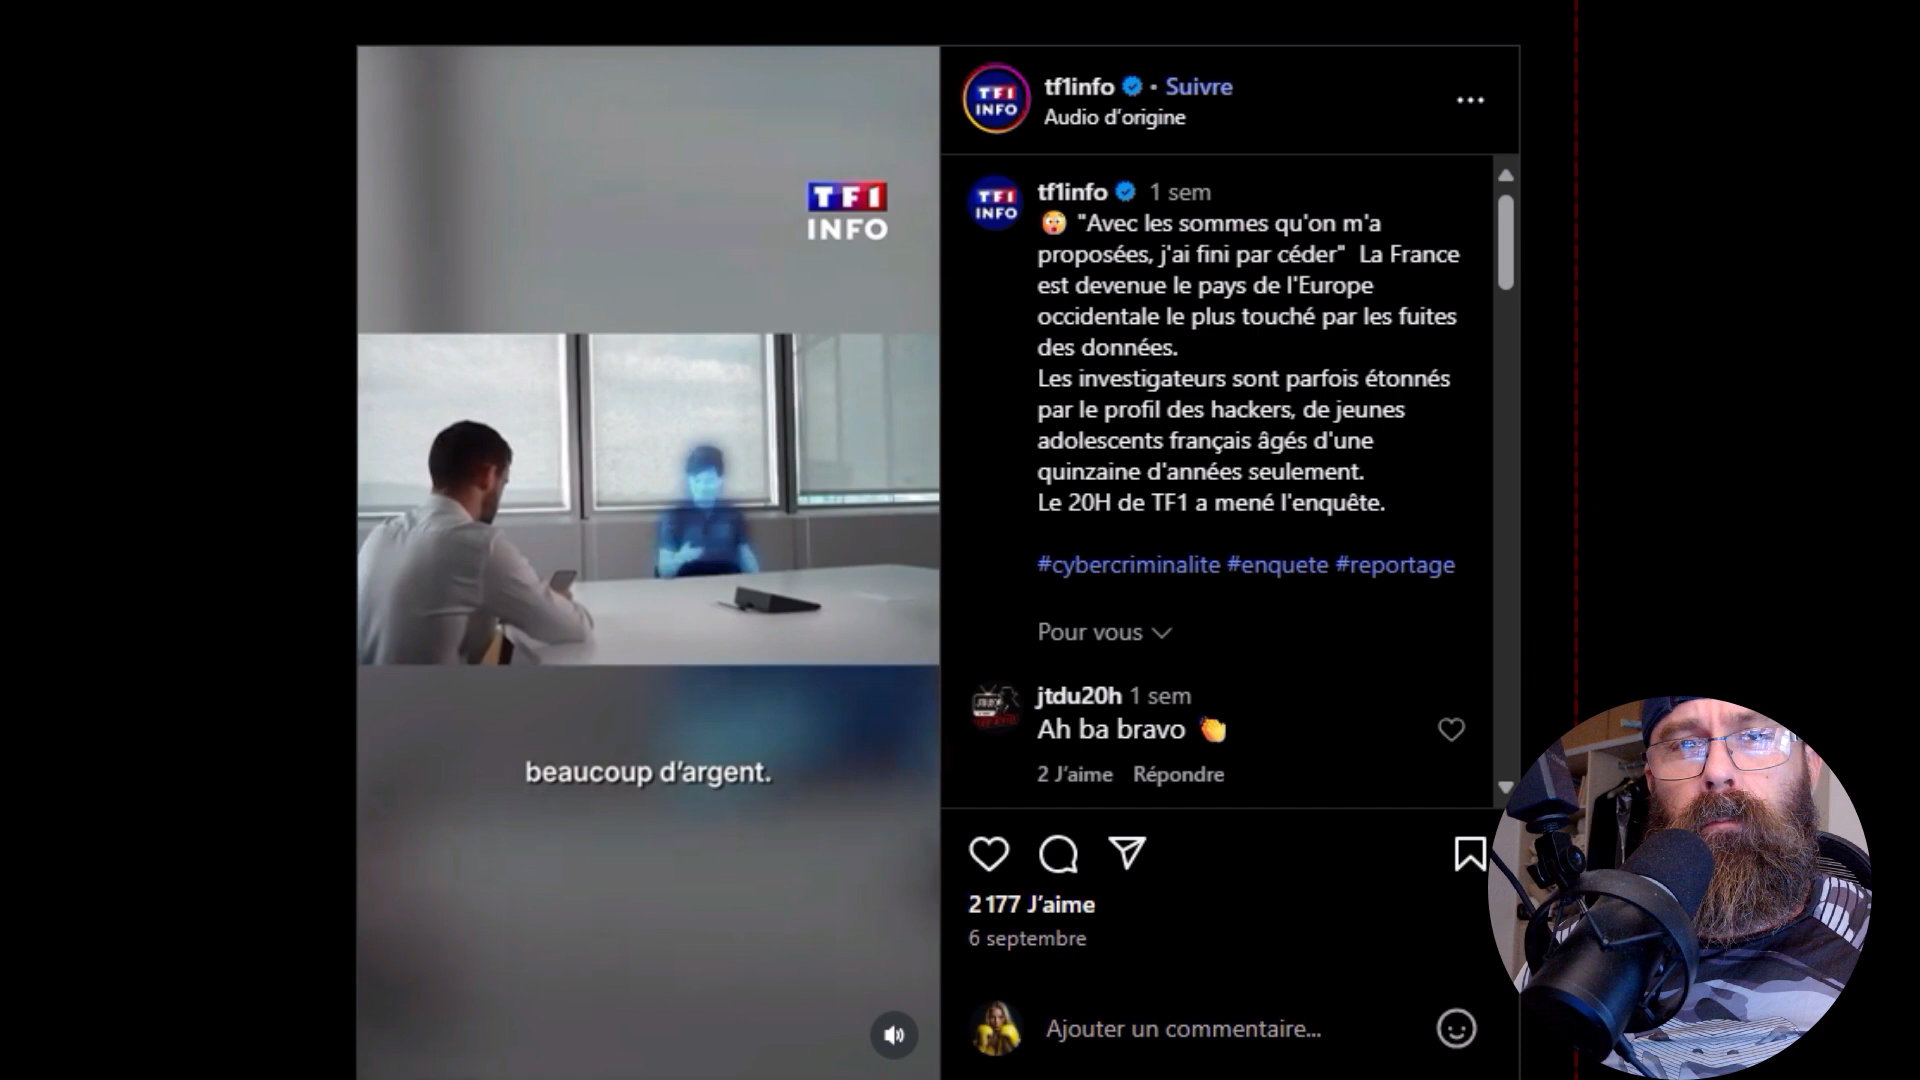 TF1
INFO
beaucoup d'argent.
TF1
INFO
tf1info • Suivre
Audio d'origine
TF1
INFO
tf1info 1 sem
😲 "Avec les sommes qu'on m'a
proposées, j'ai fini par céder" La France
est devenue le pays de l'Europe
occidentale le plus touché par les fuites
des données.
Les investigateurs sont parfois étonnés
par le profil des hackers, de jeunes
adolescents français âgés d'une
quinzaine d'années seulement.
Le 20H de TF1 a mené l'enquête.
#cybercriminalite #enquete #reportage
Pour vous
jtdu20h 1 sem
Ah ba bravo 👏
2 J'aime Répondre
2 177 J'aime
6 septembre
Ajouter un commentaire...